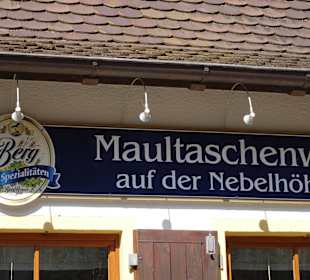 Berg
Spezialitäten
Maultaschenw
auf der Nebelhöh